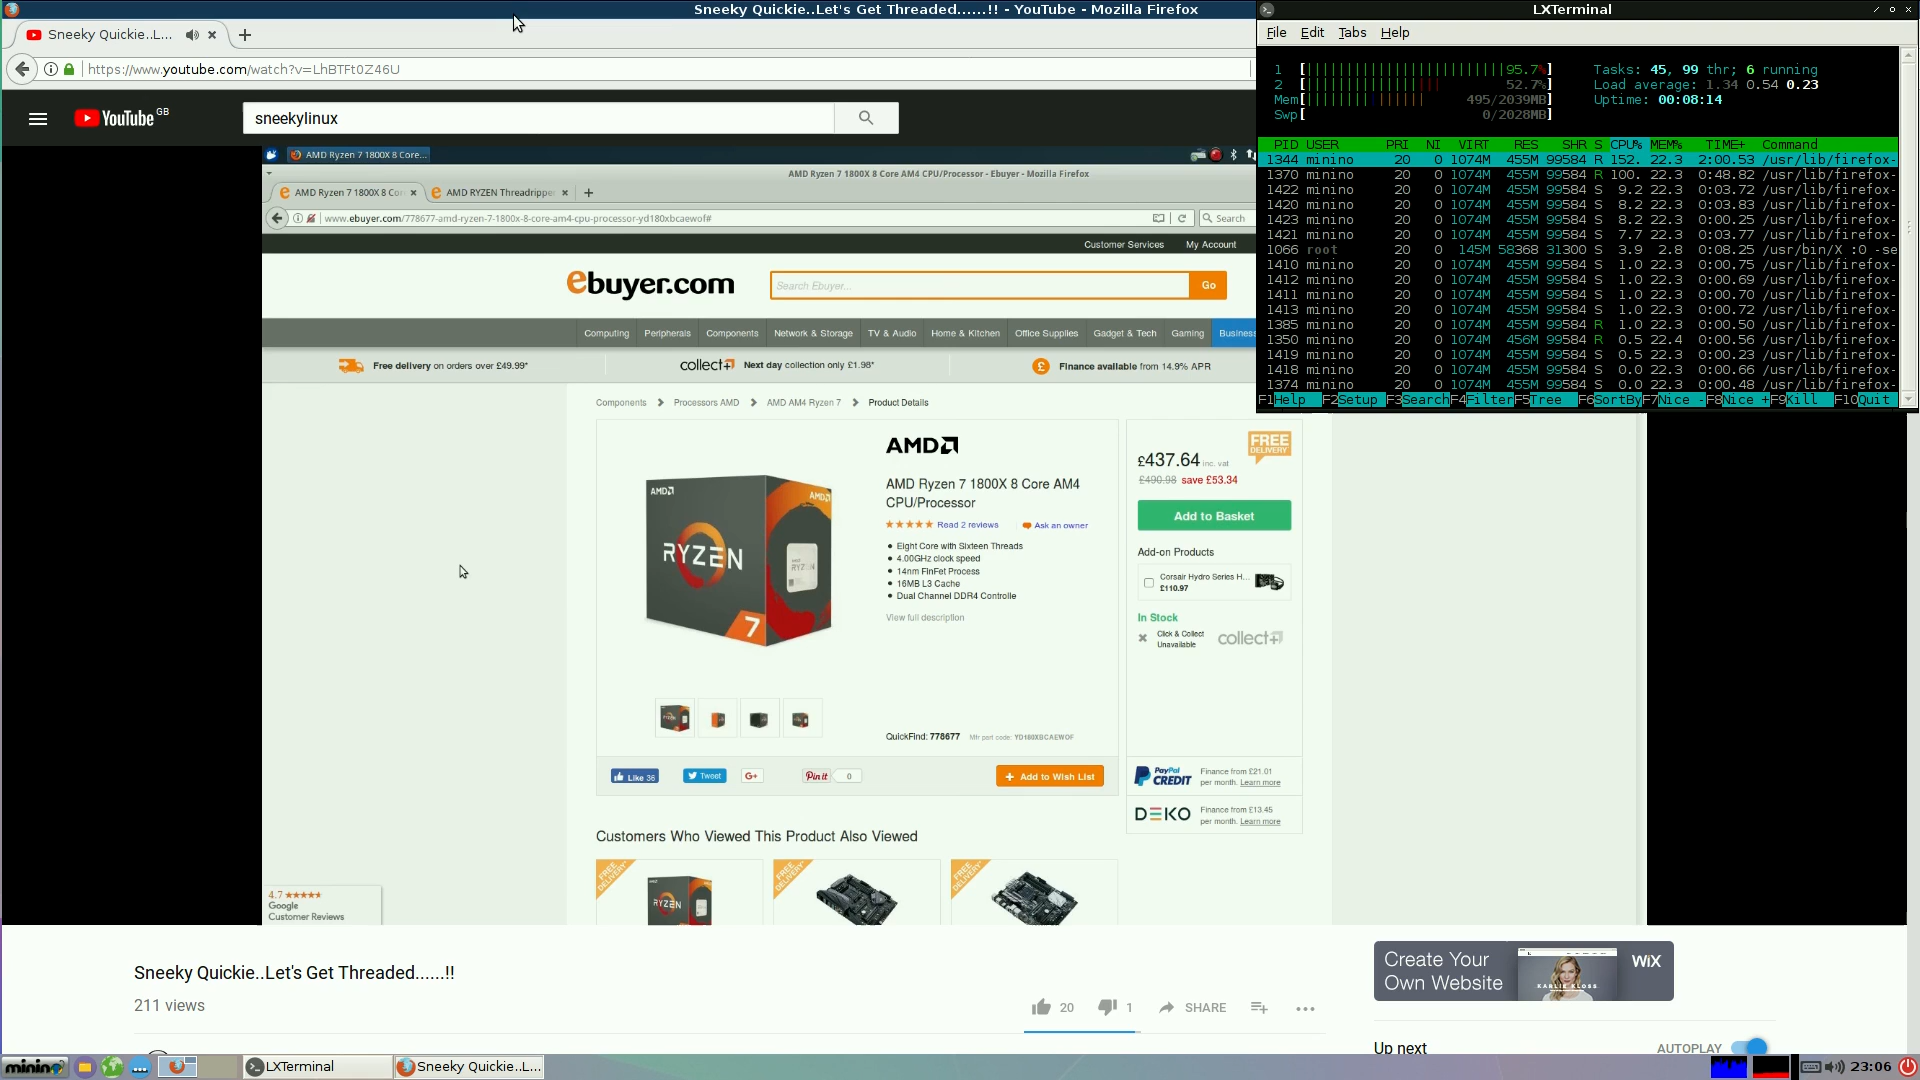 Sneeky Quickie..Let's Get Threaded......!! - YouTube - Mozilla Firefox
Sneeky Quickie..L...
https://www.youtube.com/watch?v=LhBTFt0Z46U
YouTube GB
sneekylinux
AMD Ryzen 7 1800X 8 Core...
AMD Ryzen 7 1800X 8 Core AM4 CPU/Processor - Ebuyer - Mozilla Firefox
AMD Ryzen 7 1800X 8 Cor
AMD RYZEN Threadripper
www.ebuyer.com/778677-amd-ryzen-7-1800x-8-core-am4-cpu-processor-yd180xbcaewof#
Search
Customer Services My Account
ebuyer.com
Search Ebuyer...
Go
Computing Peripherals Components Network & Storage TV & Audio Home & Kitchen Office Supplies Gadget & Tech Gaming Business
Free delivery on orders over £49.99*
collect+ Next day collection only £1.98*
£ Finance available from 14.9% APR
Components Processors AMD AMD AM4 Ryzen 7 Product Details
AMD
AMD Ryzen 7 1800X 8 Core AM4
CPU/Processor
Read 2 reviews Ask an owner
Eight Core with Sixteen Threads
4.00GHz clock speed
14nm FinFet Process
16MB L3 Cache
Dual Channel DDR4 Controlle
View full description
AMD
AMD
RYZEN
RYZEN
7
QuickFind: 778677 Mfr part code: YD180XBCAEWOF
Like 36
Tweet
G+
Pin it 0
Add to Wish List
£437.64 inc. vat
FREE
DELIVERY
£490.98 save £53.34
Add to Basket
Add-on Products
Corsair Hydro Series H...
£110.97
In Stock
Click & Collect
Unavailable
collect+
PayPal
CREDIT
Finance from £21.01
per month. Learn more
DEKO
Finance from £13.45
per month. Learn more
Customers Who Viewed This Product Also Viewed
FREE DELIVERY*
FREE DELIVERY*
FREE DELIVERY*
RYZEN
4.7
Google
Customer Reviews
Sneeky Quickie..Let's Get Threaded......!!
211 views
20
1
SHARE
Create Your
Own Website
KARLIE KLOSS
WiX
Up next
AUTOPLAY
LXTerminal
File Edit Tabs Help
1 [95.7%]
2 [52.7%]
Mem[495/2039MB]
Swp[0/2028MB]
Tasks: 45, 99 thr; 6 running
Load average: 1.34 0.54 0.23
Uptime: 00:08:14
PID USER PRI NI VIRT RES SHR S CPU% MEM% TIME+ Command
1344 minino 20 0 1074M 455M 99584 R 152. 22.3 2:00.53 /usr/lib/firefox-
1370 minino 20 0 1074M 455M 99584 R 100. 22.3 0:48.82 /usr/lib/firefox-
1422 minino 20 0 1074M 455M 99584 S 9.2 22.3 0:03.72 /usr/lib/firefox-
1420 minino 20 0 1074M 455M 99584 S 8.2 22.3 0:03.83 /usr/lib/firefox-
1423 minino 20 0 1074M 455M 99584 S 8.2 22.3 0:00.25 /usr/lib/firefox-
1421 minino 20 0 1074M 455M 99584 S 7.7 22.3 0:03.77 /usr/lib/firefox-
1066 root 20 0 145M 58368 31300 S 3.9 2.8 0:08.25 /usr/bin/X :0 -se
1410 minino 20 0 1074M 455M 99584 S 1.0 22.3 0:00.75 /usr/lib/firefox-
1412 minino 20 0 1074M 455M 99584 S 1.0 22.3 0:00.69 /usr/lib/firefox-
1411 minino 20 0 1074M 455M 99584 S 1.0 22.3 0:00.70 /usr/lib/firefox-
1413 minino 20 0 1074M 455M 99584 S 1.0 22.3 0:00.72 /usr/lib/firefox-
1385 minino 20 0 1074M 455M 99584 R 1.0 22.3 0:00.50 /usr/lib/firefox-
1350 minino 20 0 1074M 456M 99584 R 0.5 22.4 0:00.56 /usr/lib/firefox-
1419 minino 20 0 1074M 455M 99584 S 0.5 22.3 0:00.23 /usr/lib/firefox-
1418 minino 20 0 1074M 455M 99584 S 0.0 22.3 0:00.66 /usr/lib/firefox-
1374 minino 20 0 1074M 455M 99584 S 0.0 22.3 0:00.48 /usr/lib/firefox-
F1Help F2Setup F3Search F4Filter F5Tree F6SortBy F7Nice - F8Nice + F9Kill F10Quit
minino
LXTerminal
Sneeky Quickie..L...
23:06